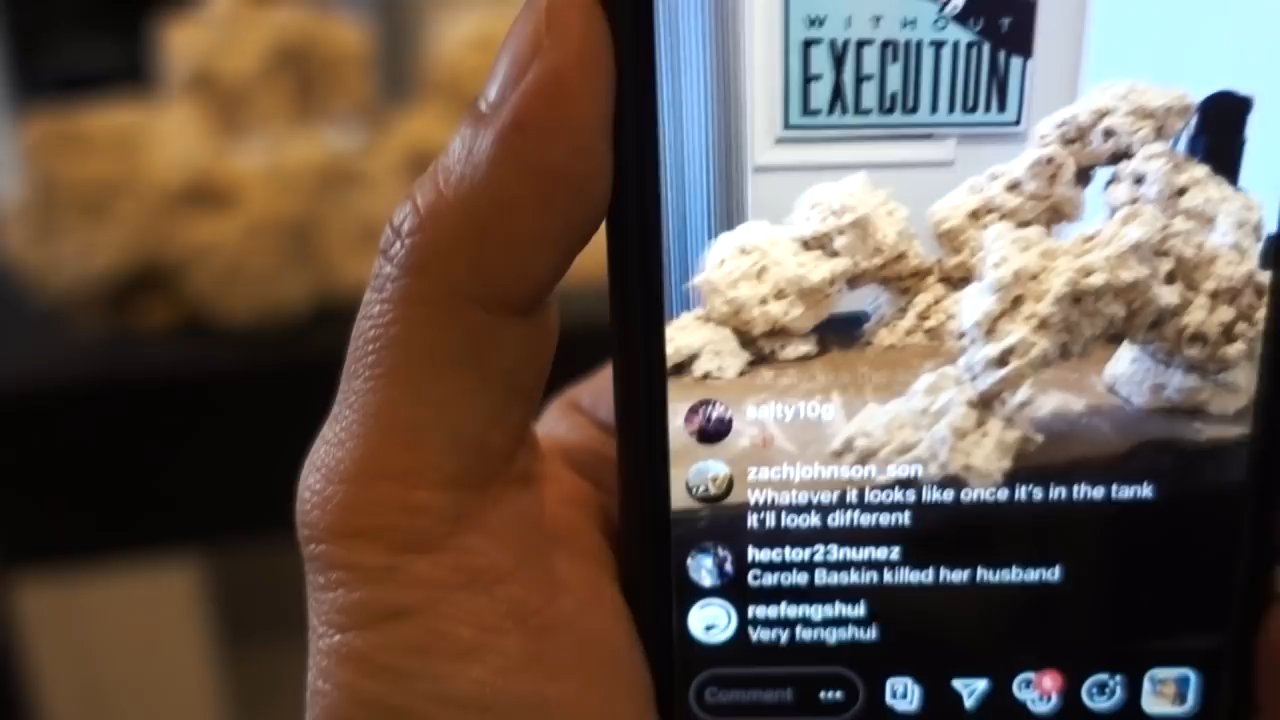 WITHOUT
EXECUTION
salty10g
zachjohnson_son
Whatever it looks like once it's in the tank
it'll look different
hector23nunez
Carole Baskin killed her husband
reefengshui
Very fengshui
Comment